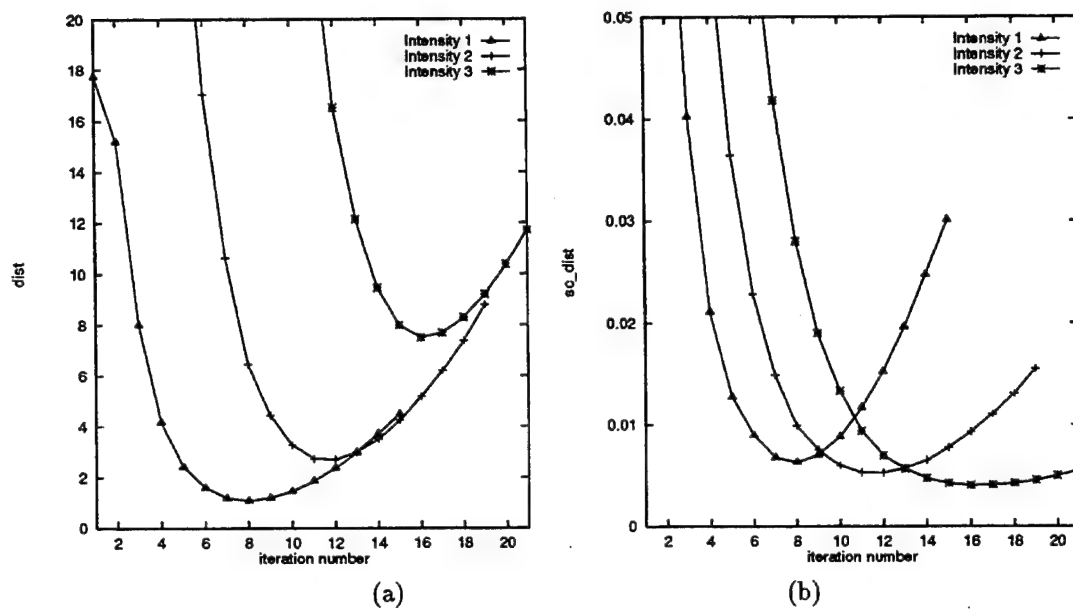 20
18
16
14
12
10
8
6
4
2
0
dist
2 4 6 8 10 12 14 16 18 20
iteration number
Intensity 1
Intensity 2
Intensity 3
(a)
0.05
0.04
0.03
0.02
0.01
0
sc_dist
2 4 6 8 10 12 14 16 18 20
iteration number
Intensity 1
Intensity 2
Intensity 3
(b)